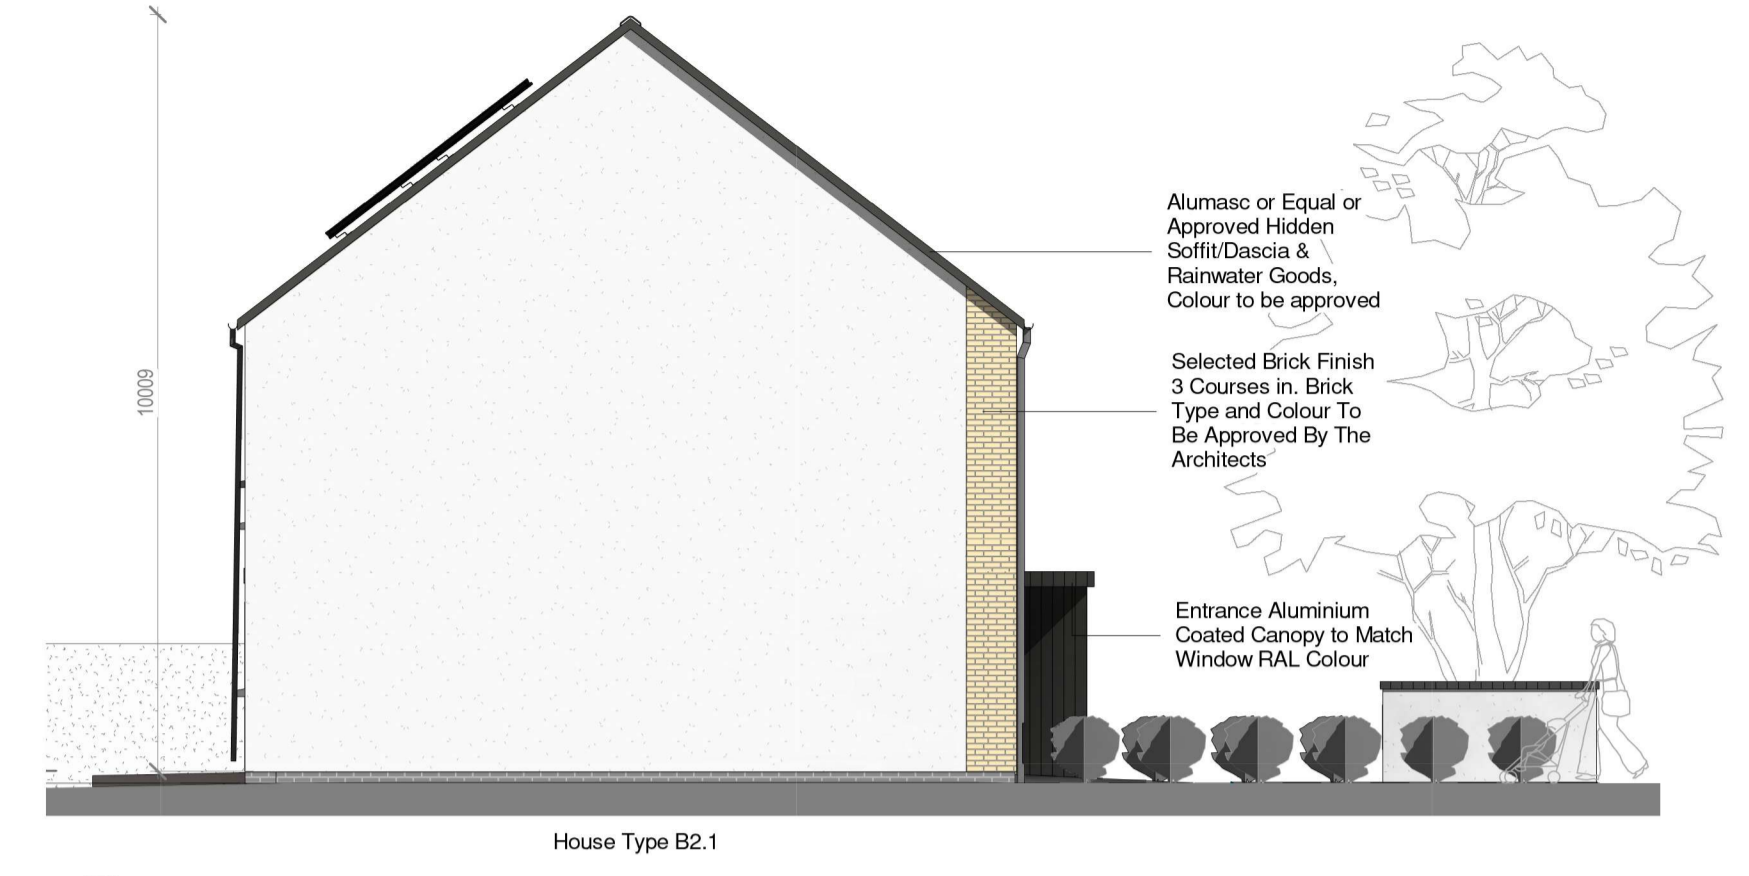 Alumasc or Equal or
Approved Hidden
Soffit/Dascia &
Rainwater Goods,
Colour to be approved
Selected Brick Finish
3 Courses in. Brick
Type and Colour To
Be Approved By The
Architects
10009
Entrance Aluminium
Coated Canopy to Match
Window RAL Colour
House Type B2.1